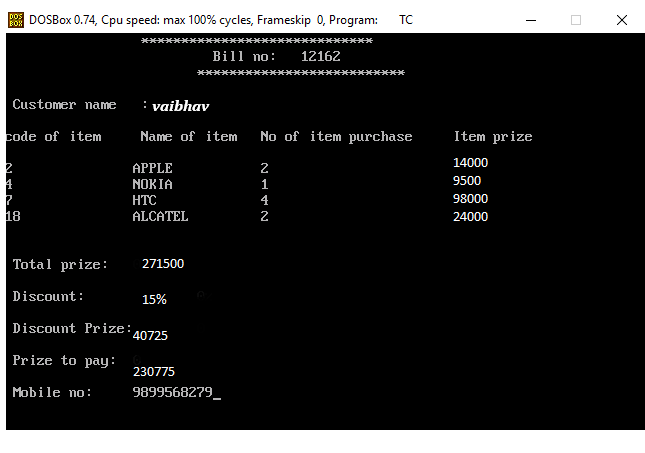 DOS BOX DOSBox 0.74, Cpu speed: max 100% cycles, Frameskip 0, Program: TC
*****************************
Bill no: 12162
**************************
Customer name : vaibhav
code of item Name of item No of item purchase Item prize
2 APPLE 2 14000
4 NOKIA 1 9500
7 HTC 4 98000
18 ALCATEL 2 24000
Total prize: 271500
Discount: 15%
Discount Prize: 40725
Prize to pay: 230775
Mobile no: 9899568279_